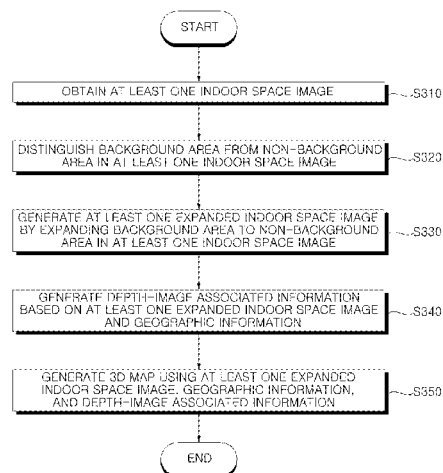 START
OBTAIN AT LEAST ONE INDOOR SPACE IMAGE
S310
DISTINGUISH BACKGROUND AREA FROM NON-BACKGROUND
AREA IN AT LEAST ONE INDOOR SPACE IMAGE
S320
GENERATE AT LEAST ONE EXPANDED INDOOR SPACE IMAGE
BY EXPANDING BACKGROUND AREA TO NON-BACKGROUND
AREA IN AT LEAST ONE INDOOR SPACE IMAGE
S330
GENERATE DEPTH-IMAGE ASSOCIATED INFORMATION
BASED ON AT LEAST ONE EXPANDED INDOOR SPACE IMAGE
AND GEOGRAPHIC INFORMATION
S340
GENERATE 3D MAP USING AT LEAST ONE EXPANDED
INDOOR SPACE IMAGE, GEOGRAPHIC INFORMATION,
AND DEPTH-IMAGE ASSOCIATED INFORMATION
S350
END